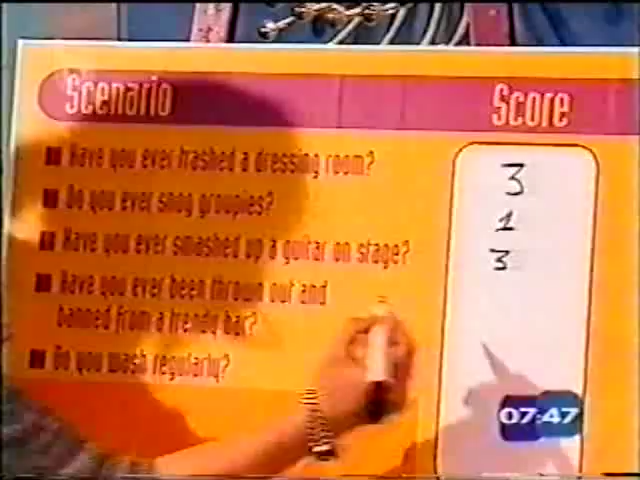 Scenario Score
Have you ever trashed a dressing room? 3
Do you ever snog groupies? 1
Have you ever smashed up a guitar on stage? 3
Have you ever been thrown out and
banned from a trendy bar?
Do you wash regularly?
07:47